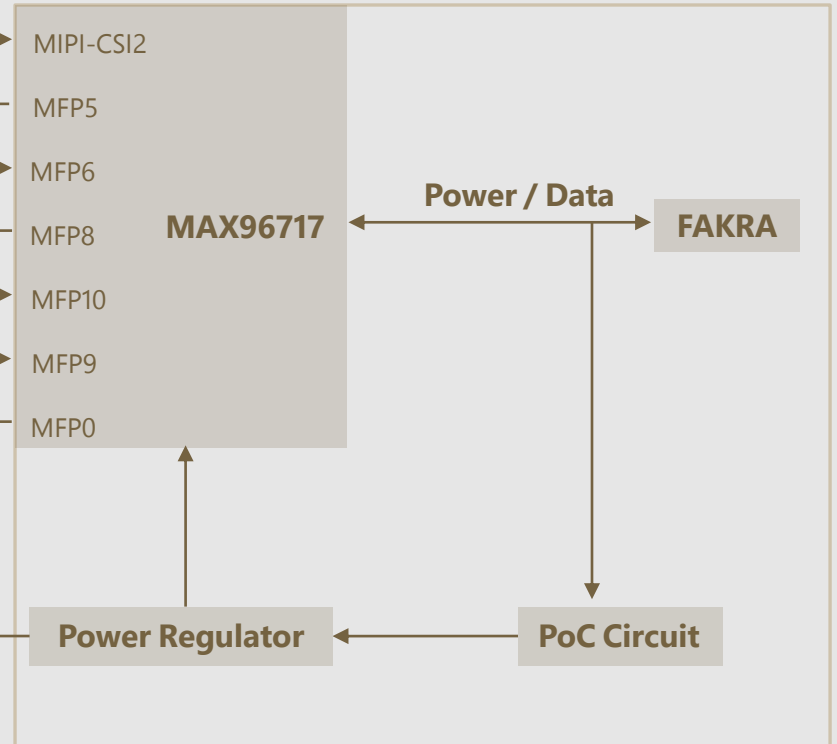 MIPI-CSI2
MFP5
MFP6
MFP8
MFP10
MFP9
MFP0
MAX96717
Power / Data
FAKRA
Power Regulator
PoC Circuit